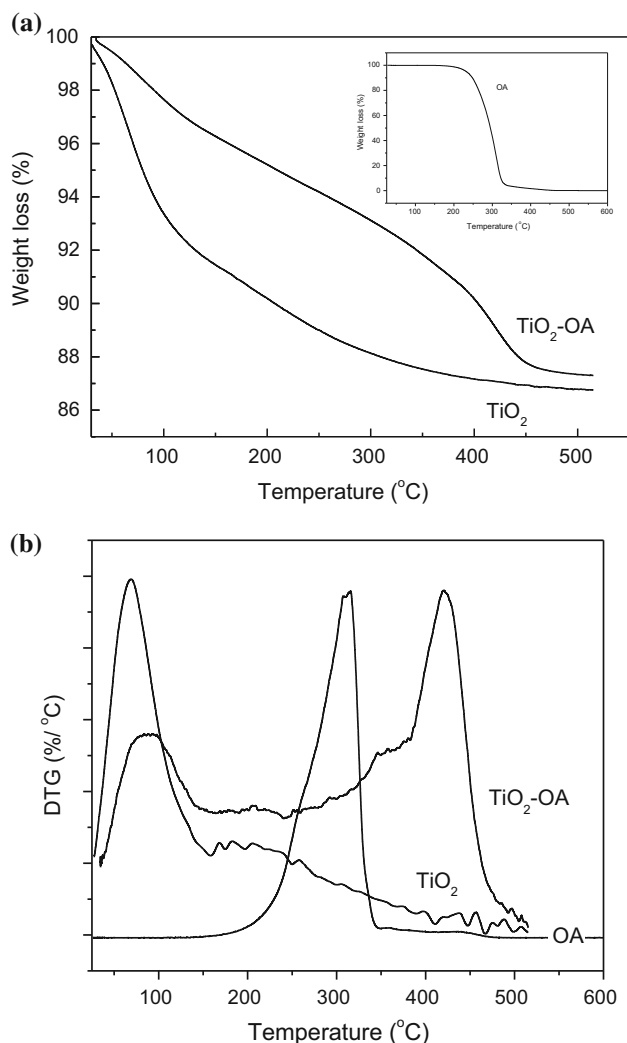 (a)
100
98
96
94
92
90
88
86
Weight loss (%)
100
200
300
400
500
Temperature (°C)
TiO₂-OA
TiO₂
100
80
60
40
20
0
Weight loss (%)
OA
0
100
200
300
400
500
600
Temperature (°C)
(b)
DTG (%/ °C)
TiO₂-OA
TiO₂
OA
100
200
300
400
500
600
Temperature (°C)